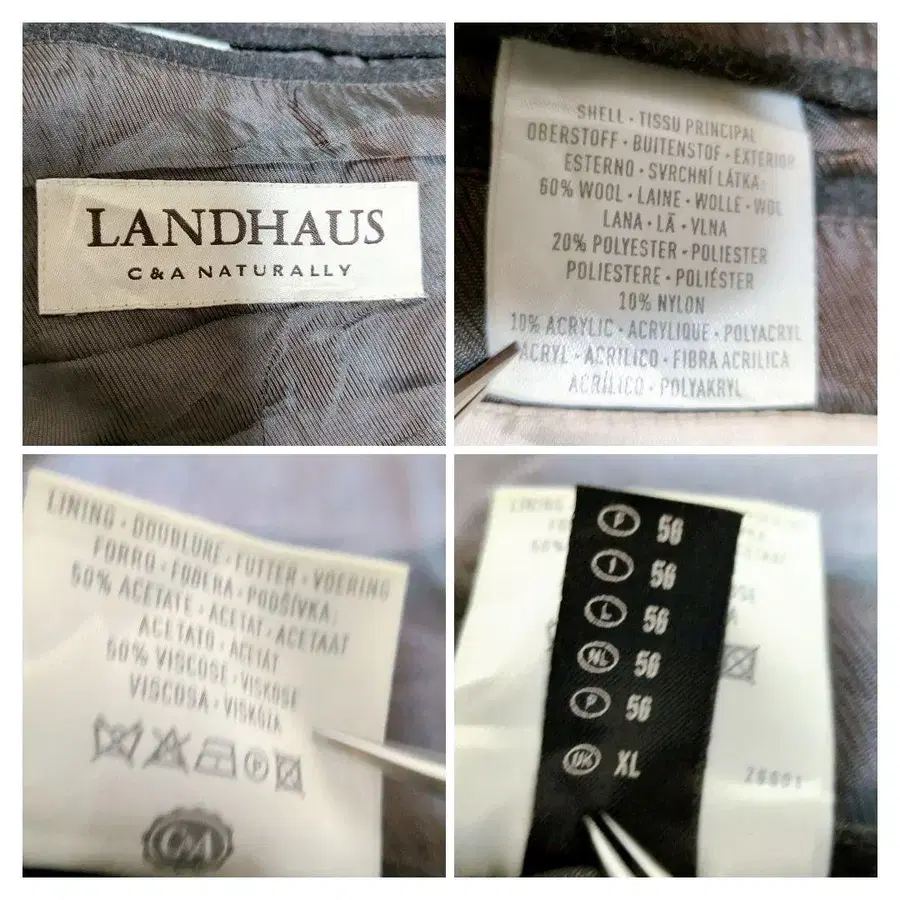 LANDHAUS
C&A NATURALLY
SHELL · TISSU PRINCIPAL
OBERSTOFF · BUITENSTOF · EXTERIOR
ESTERNO · SVRCHNÍ LÁTKA:
60% WOOL · LAINE · WOLLE · WOL
LANA · LÃ · VLNA
20% POLYESTER · POLIESTER
POLIESTERE · POLIÉSTER
10% NYLON
10% ACRYLIC · ACRYLIQUE · POLYACRYL
ACRYL · ACRILICO · FIBRA ACRILICA
ACRÍLICO · POLYAKRYL
LINING · DOUBLURE · FUTTER · VOERING
FORRO · FODERA · PODŠÍVKA:
50% ACETATE · ACETAT · ACETAAT
ACETATO · ACETÁT
50% VISCOSE · VISKOSE
VISCOSA · VISKÓZA
P
C&A
F 56
I 56
L 56
NL 56
P 56
UK XL